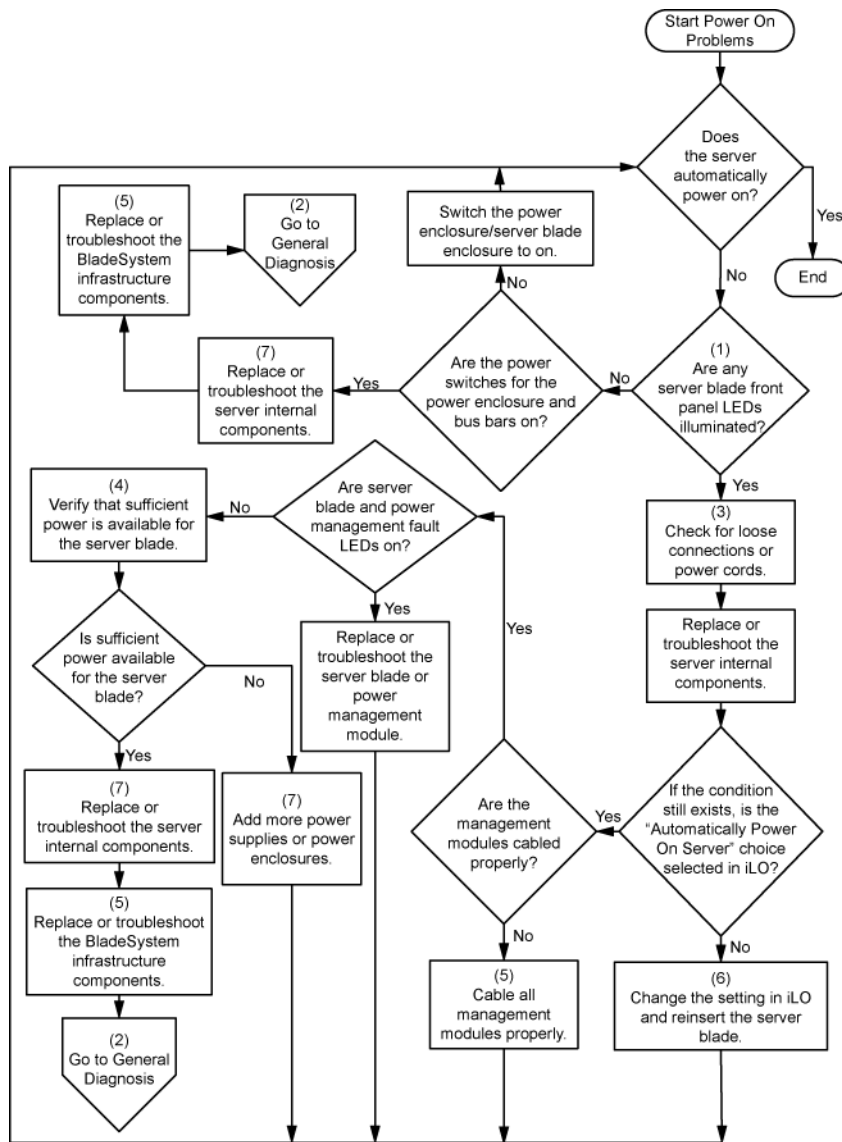 Start Power On
Problems
Does
the server
automatically
power on?
Yes
End
No
(1)
Are any
server blade front
panel LEDs
illuminated?
No
Are the power
switches for the
power enclosure and
bus bars on?
No
Switch the power
enclosure/server blade
enclosure to on.
Yes
(7)
Replace or
troubleshoot the
server internal
components.
(5)
Replace or
troubleshoot the
BladeSystem
infrastructure
components.
(2)
Go to
General
Diagnosis
Yes
(3)
Check for loose
connections or
power cords.
Replace or
troubleshoot the
server internal
components.
If the condition
still exists, is the
“Automatically Power
On Server” choice
selected in iLO?
No
(6)
Change the setting in iLO
and reinsert the server
blade.
Yes
Are the
management
modules cabled
properly?
No
(5)
Cable all
management
modules properly.
Yes
Are server
blade and power
management fault
LEDs on?
Yes
Replace or
troubleshoot the
server blade or
power
management
module.
No
(4)
Verify that sufficient
power is available for
the server blade.
Is sufficient
power available
for the server
blade?
No
(7)
Add more power
supplies or power
enclosures.
Yes
(7)
Replace or
troubleshoot the server
internal components.
(5)
Replace or troubleshoot
the BladeSystem
infrastructure
components.
(2)
Go to General
Diagnosis